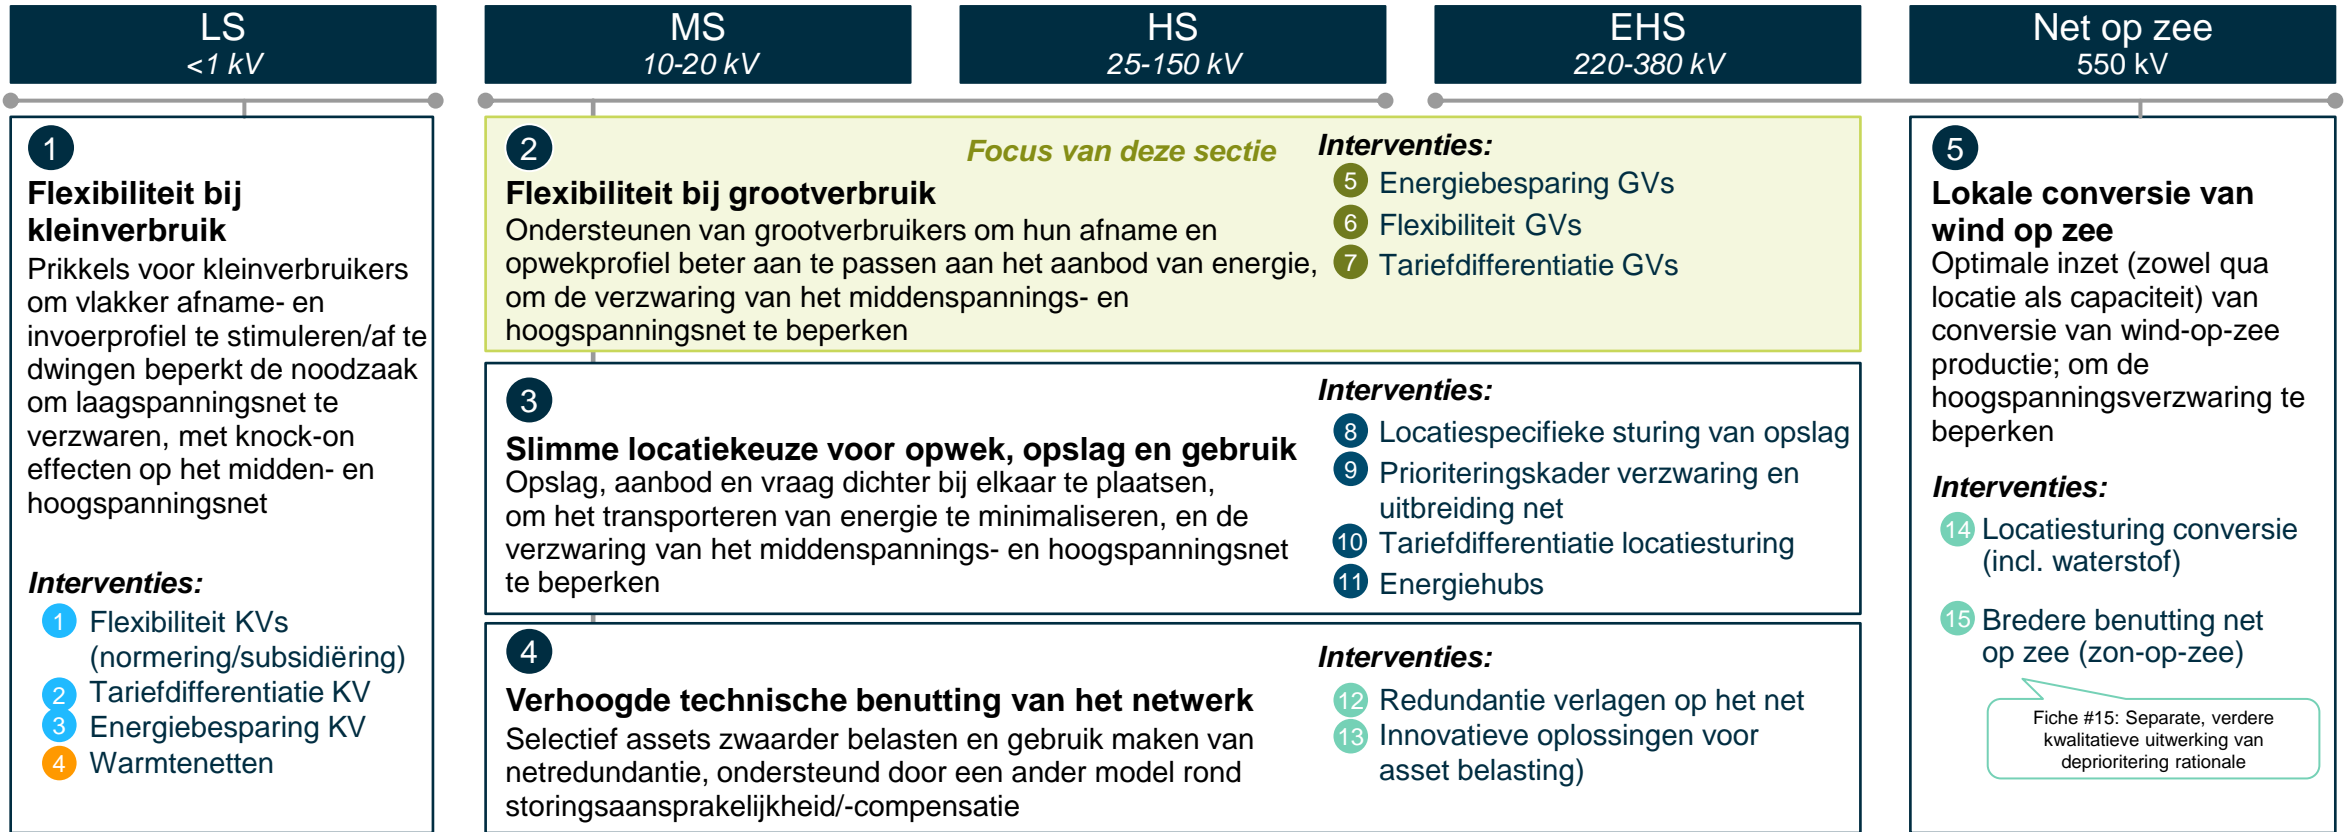 LS
<1 kV
MS
10-20 kV
HS
25-150 kV
EHS
220-380 kV
Net op zee
550 kV
1
Flexibiliteit bij
kleinverbruik
Prikkels voor kleinverbruikers
om vlakker afname- en
invoerprofiel te stimuleren/af te
dwingen beperkt de noodzaak
om laagspanningsnet te
verzwaren, met knock-on
effecten op het midden- en
hoogspanningsnet
Interventies:
1 Flexibiliteit KVs
(normering/subsidiëring)
2 Tariefdifferentiatie KV
3 Energiebesparing KV
4 Warmtenetten
2
Focus van deze sectie
Flexibiliteit bij grootverbruik
Ondersteunen van grootverbruikers om hun afname en
opwekprofiel beter aan te passen aan het aanbod van energie,
om de verzwaring van het middenspannings- en
hoogspanningsnet te beperken
Interventies:
5 Energiebesparing GVs
6 Flexibiliteit GVs
7 Tariefdifferentiatie GVs
3
Slimme locatiekeuze voor opwek, opslag en gebruik
Opslag, aanbod en vraag dichter bij elkaar te plaatsen,
om het transporteren van energie te minimaliseren, en de
verzwaring van het middenspannings- en hoogspanningsnet
te beperken
Interventies:
8 Locatiespecifieke sturing van opslag
9 Prioriteringskader verzwaring en
uitbreiding net
10 Tariefdifferentiatie locatiesturing
11 Energiehubs
4
Verhoogde technische benutting van het netwerk
Selectief assets zwaarder belasten en gebruik maken van
netredundantie, ondersteund door een ander model rond
storingsaansprakelijkheid/-compensatie
Interventies:
12 Redundantie verlagen op het net
13 Innovatieve oplossingen voor
asset belasting)
5
Lokale conversie van
wind op zee
Optimale inzet (zowel qua
locatie als capaciteit) van
conversie van wind-op-zee
productie; om de
hoogspanningsverzwaring te
beperken
Interventies:
14 Locatiesturing conversie
(incl. waterstof)
15 Bredere benutting net
op zee (zon-op-zee)
Fiche #15: Separate, verdere
kwalitatieve uitwerking van
deprioritering rationale